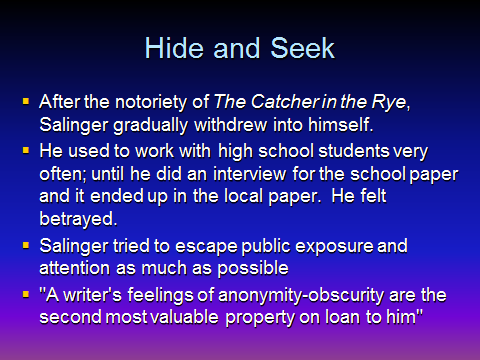 Hide and Seek
After the notoriety of The Catcher in the Rye,
Salinger gradually withdrew into himself.
He used to work with high school students very
often; until he did an interview for the school paper
and it ended up in the local paper.  He felt
betrayed.
Salinger tried to escape public exposure and
attention as much as possible
"A writer's feelings of anonymity-obscurity are the
second most valuable property on loan to him"